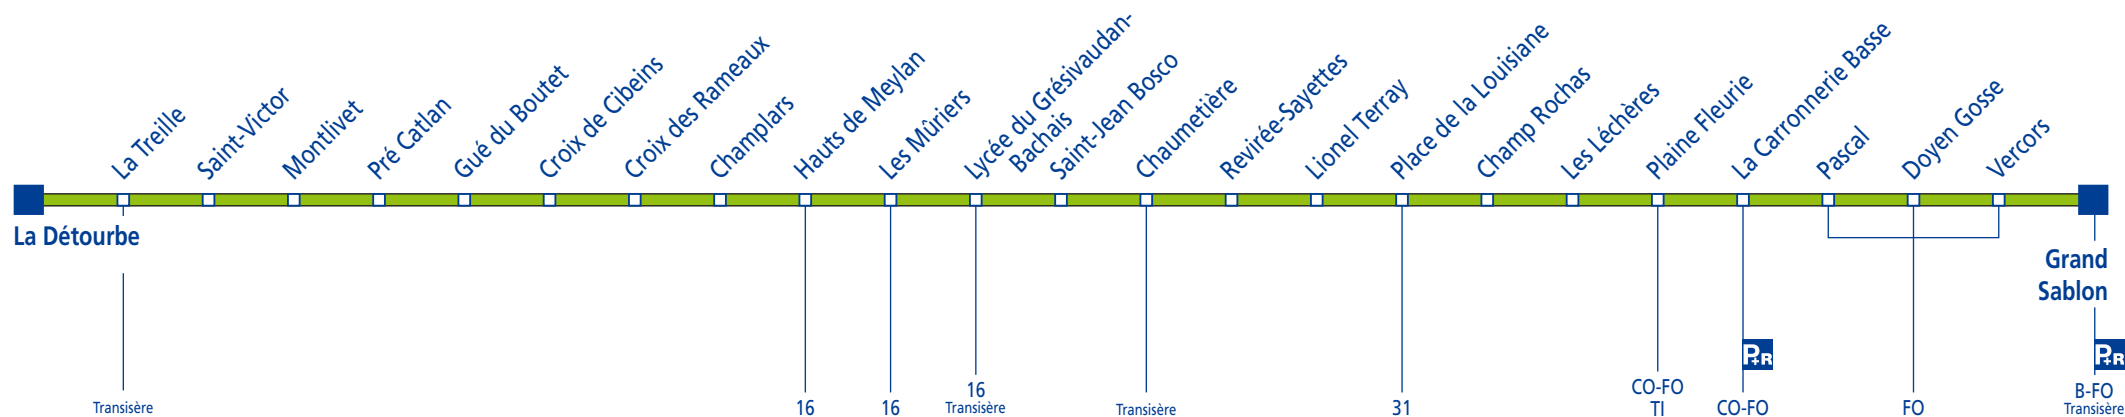 La Treille
Saint-Victor
Montlivet
Pré Catlan
Gué du Boutet
Croix de Cibeins
Croix des Rameaux
Champlars
Hauts de Meylan
Les Mûriers
Lycée du Grésivaudan-
Bachais
Saint-Jean Bosco
Chaumetière
Revirée-Sayettes
Lionel Terray
Place de la Louisiane
Champ Rochas
Les Léchères
Plaine Fleurie
La Carronnerie Basse
Pascal
Doyen Gosse
Vercors
La Détourbe
Grand
Sablon
Transisère
16
16
16
Transisère
Transisère
31
CO-FO
TI
P+R
CO-FO
FO
P+R
B-FO
Transisère